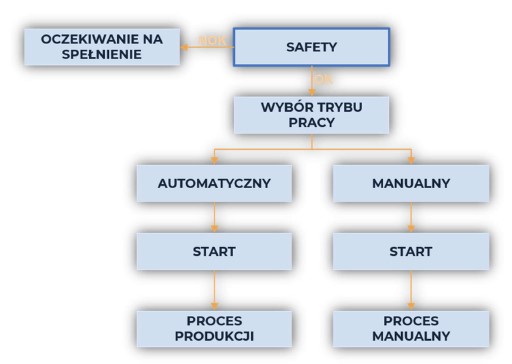 OCZEKIWANIE NA
SPEŁNIENIE
NOK
SAFETY
OK
WYBÓR TRYBU
PRACY
AUTOMATYCZNY
MANUALNY
START
START
PROCES
PRODUKCJI
PROCES
MANUALNY